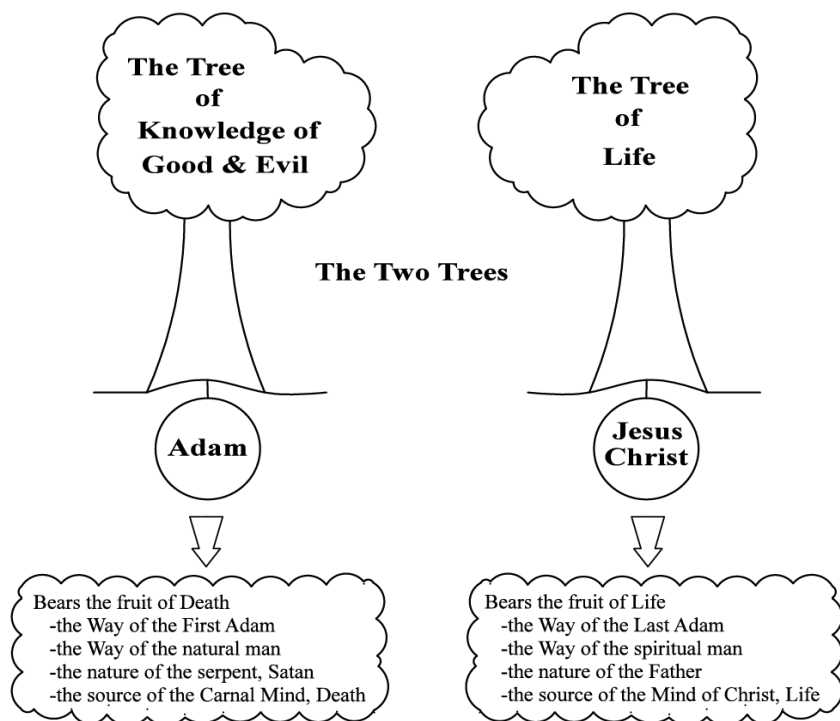 The Tree
of
Knowledge of
Good & Evil
The Tree
of
Life
The Two Trees
Adam
Jesus
Christ
Bears the fruit of Death
-the Way of the First Adam
-the Way of the natural man
-the nature of the serpent, Satan
-the source of the Carnal Mind, Death
Bears the fruit of Life
-the Way of the Last Adam
-the Way of the spiritual man
-the nature of the Father
-the source of the Mind of Christ, Life